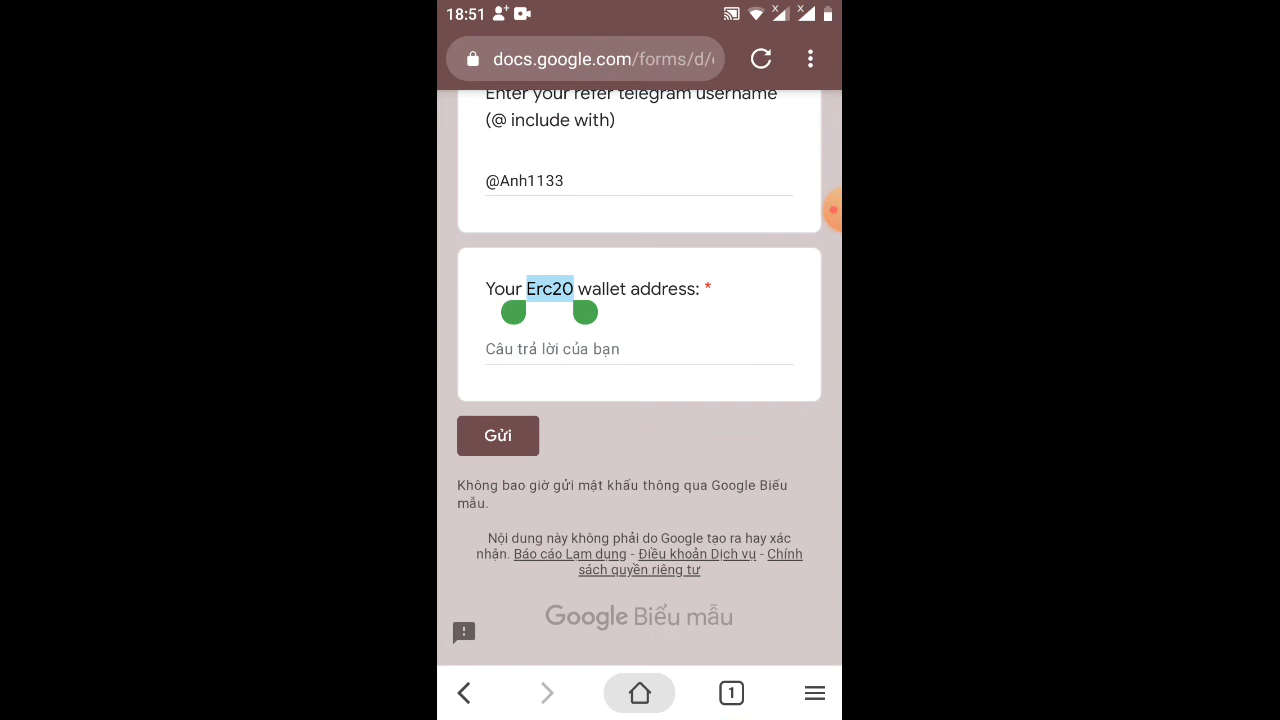 18:51
docs.google.com/forms/d/
Enter your refer telegram username
(@ include with)
@Anh1133
Your Erc20 wallet address: *
Câu trả lời của bạn
Gửi
Không bao giờ gửi mật khẩu thông qua Google Biểu
mẫu.
Nội dung này không phải do Google tạo ra hay xác
nhận. Báo cáo Lạm dụng - Điều khoản Dịch vụ - Chính
sách quyền riêng tư
Google Biểu mẫu
1